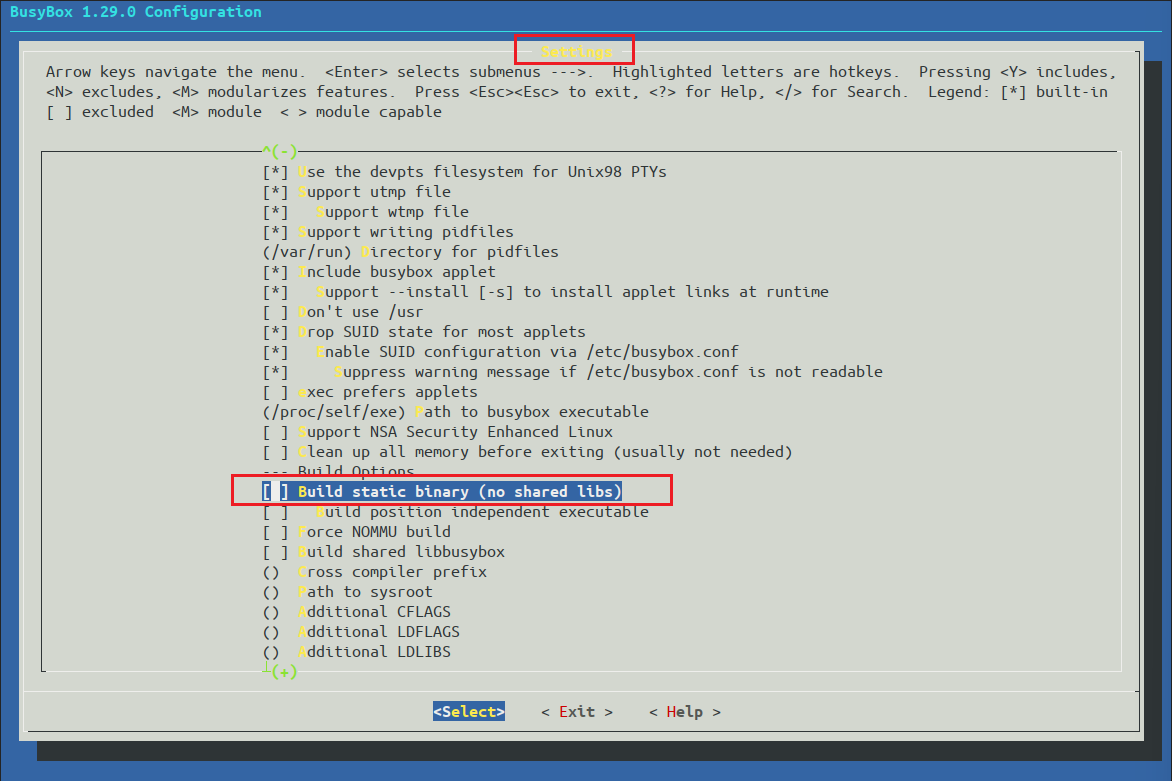 BusyBox 1.29.0 Configuration
Settings
Arrow keys navigate the menu.  <Enter> selects submenus --->.  Highlighted letters are hotkeys.  Pressing <Y> includes,
<N> excludes, <M> modularizes features.  Press <Esc><Esc> to exit, <?> for Help, </> for Search.  Legend: [*] built-in
[ ] excluded  <M> module  < > module capable
^(-)
[*] Use the devpts filesystem for Unix98 PTYs
[*] Support utmp file
[*]   Support wtmp file
[*] Support writing pidfiles
(/var/run) Directory for pidfiles
[*] Include busybox applet
[*]   Support --install [-s] to install applet links at runtime
[ ] Don't use /usr
[*] Drop SUID state for most applets
[*]   Enable SUID configuration via /etc/busybox.conf
[*]     Suppress warning message if /etc/busybox.conf is not readable
[ ] exec prefers applets
(/proc/self/exe) Path to busybox executable
[ ] Support NSA Security Enhanced Linux
[ ] Clean up all memory before exiting (usually not needed)
--- Build Options
[ ] Build static binary (no shared libs)
[ ]   Build position independent executable
[ ] Force NOMMU build
[ ] Build shared libbusybox
()  Cross compiler prefix
()  Path to sysroot
()  Additional CFLAGS
()  Additional LDFLAGS
()  Additional LDLIBS
┴(+)
<Select>    < Exit >    < Help >